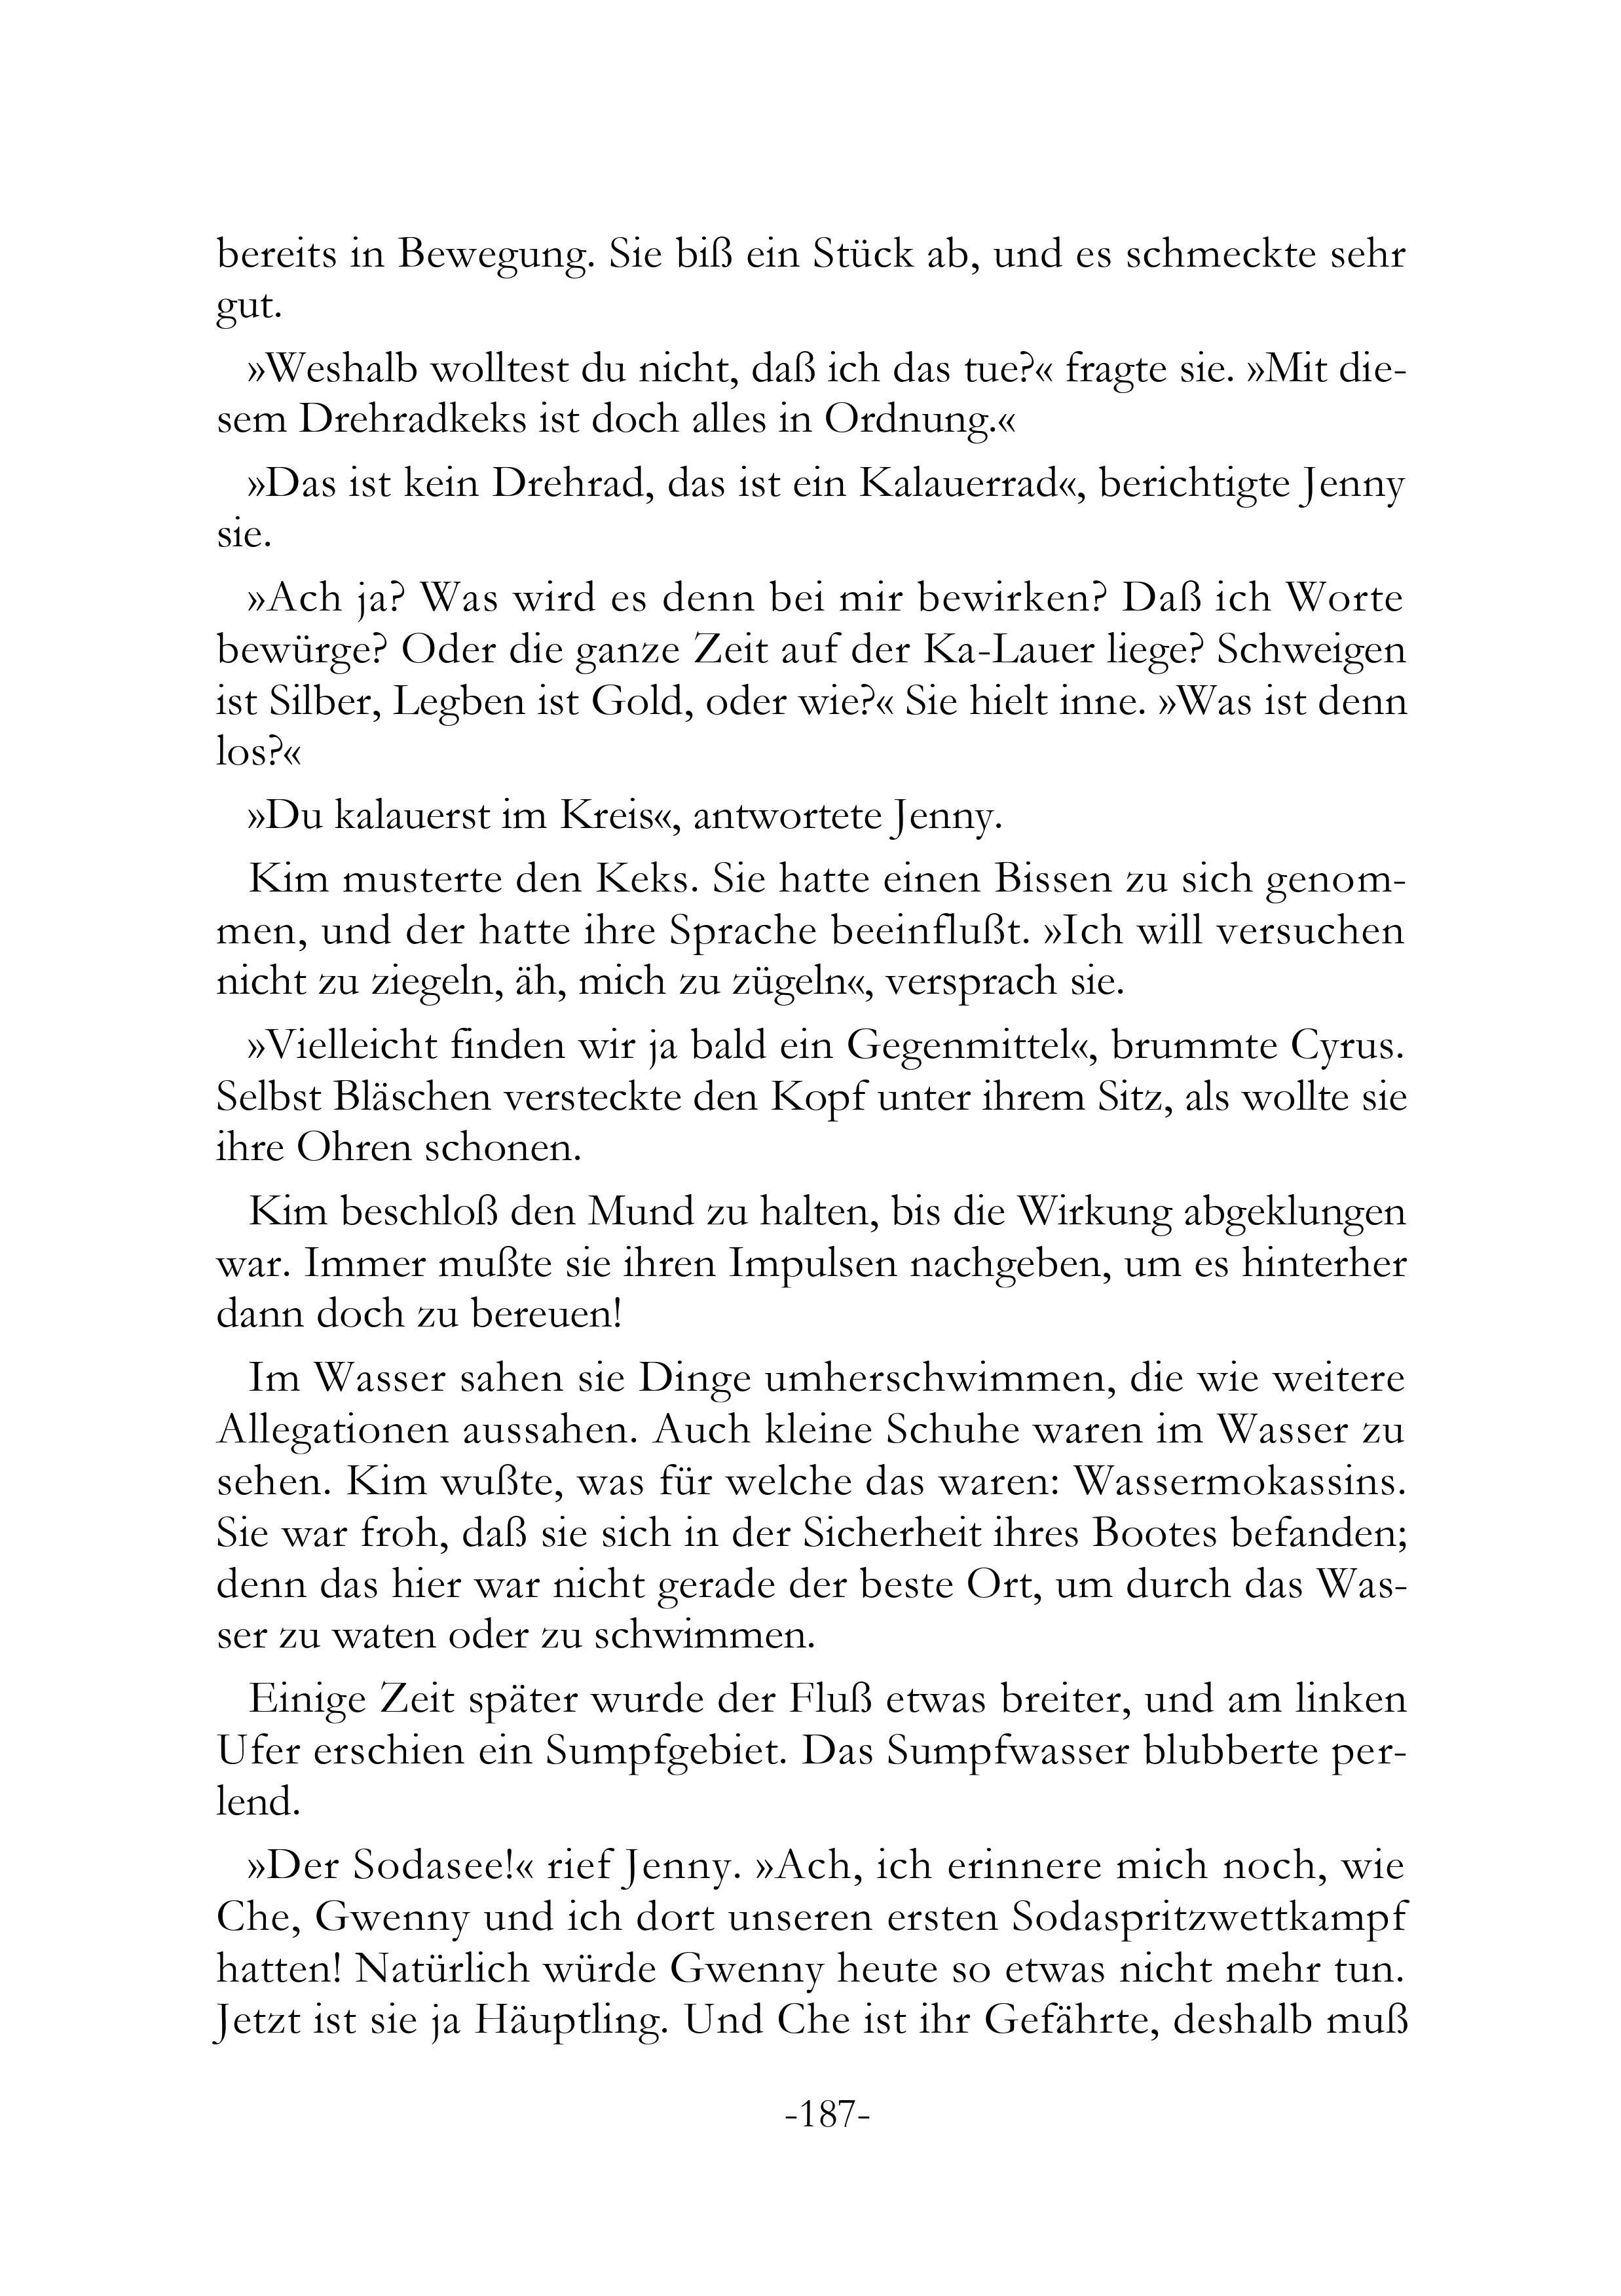 bereits in Bewegung. Sie biß ein Stück ab, und es schmeckte sehr
gut.
»Weshalb wolltest du nicht, daß ich das tue?« fragte sie. »Mit die-
sem Drehradkeks ist doch alles in Ordnung.«
»Das ist kein Drehrad, das ist ein Kalauerrad«, berichtigte Jenny
sie.
»Ach ja? Was wird es denn bei mir bewirken? Daß ich Worte
bewürge? Oder die ganze Zeit auf der Ka-Lauer liege? Schweigen
ist Silber, Legben ist Gold, oder wie?« Sie hielt inne. »Was ist denn
los?«
»Du kalauerst im Kreis«, antwortete Jenny.
Kim musterte den Keks. Sie hatte einen Bissen zu sich genom-
men, und der hatte ihre Sprache beeinflußt. »Ich will versuchen
nicht zu ziegeln, äh, mich zu zügeln«, versprach sie.
»Vielleicht finden wir ja bald ein Gegenmittel«, brummte Cyrus.
Selbst Bläschen versteckte den Kopf unter ihrem Sitz, als wollte sie
ihre Ohren schonen.
Kim beschloß den Mund zu halten, bis die Wirkung abgeklungen
war. Immer mußte sie ihren Impulsen nachgeben, um es hinterher
dann doch zu bereuen!
Im Wasser sahen sie Dinge umherschwimmen, die wie weitere
Allegationen aussahen. Auch kleine Schuhe waren im Wasser zu
sehen. Kim wußte, was für welche das waren: Wassermokassins.
Sie war froh, daß sie sich in der Sicherheit ihres Bootes befanden;
denn das hier war nicht gerade der beste Ort, um durch das Was-
ser zu waten oder zu schwimmen.
Einige Zeit später wurde der Fluß etwas breiter, und am linken
Ufer erschien ein Sumpfgebiet. Das Sumpfwasser blubberte per-
lend.
»Der Sodasee!« rief Jenny. »Ach, ich erinnere mich noch, wie
Che, Gwenny und ich dort unseren ersten Sodaspritzwettkampf
hatten! Natürlich würde Gwenny heute so etwas nicht mehr tun.
Jetzt ist sie ja Häuptling. Und Che ist ihr Gefährte, deshalb muß
-187-